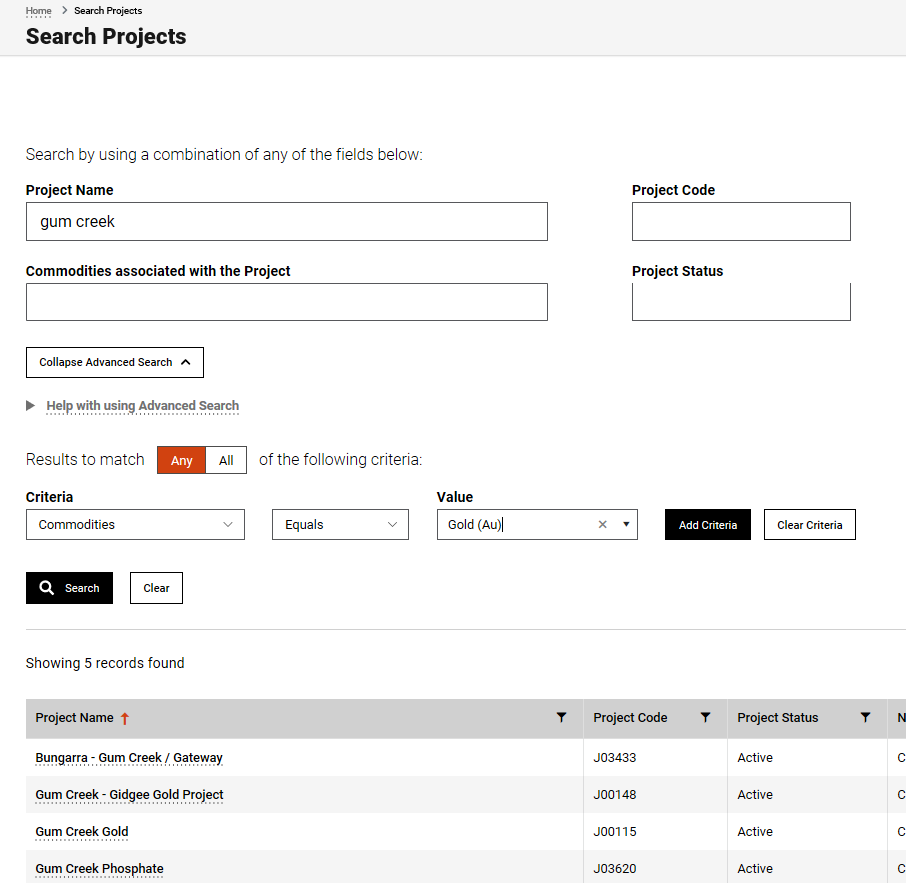 Home > Search Projects
Search Projects
Search by using a combination of any of the fields below:
Project Name Project Code
gum creek
Commodities associated with the Project Project Status
Collapse Advanced Search
Help with using Advanced Search
Results to match Any All of the following criteria:
Criteria Value
Commodities Equals Gold (Au) Add Criteria Clear Criteria
Search Clear
Showing 5 records found
Project Name Project Code Project Status
Bungarra - Gum Creek / Gateway J03433 Active
Gum Creek - Gidgee Gold Project J00148 Active
Gum Creek Gold J00115 Active
Gum Creek Phosphate J03620 Active